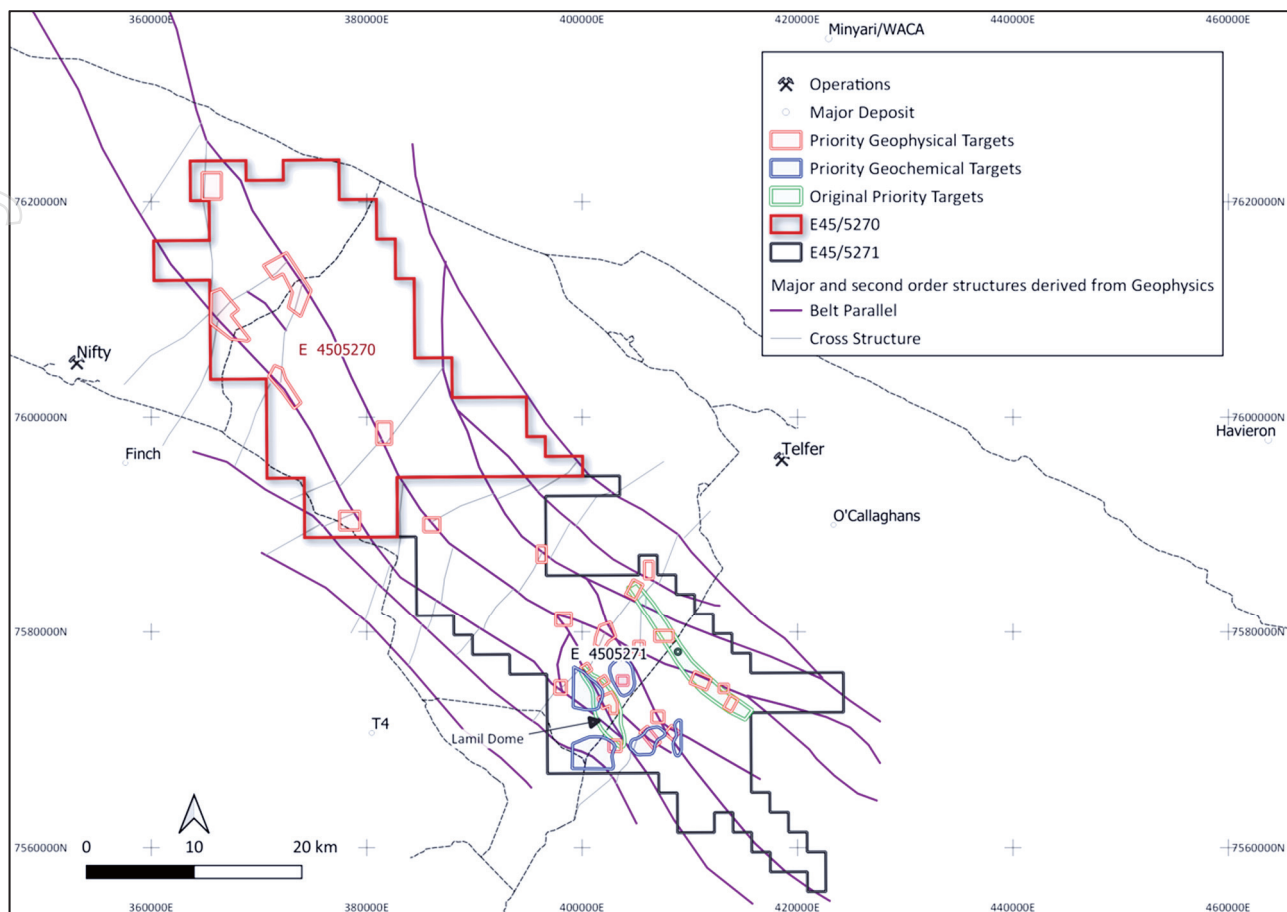 360000E 380000E 400000E 420000E 440000E 460000E
Minyari/WACA
Operations
Major Deposit
Priority Geophysical Targets
Priority Geochemical Targets
Original Priority Targets
E45/5270
E45/5271
Major and second order structures derived from Geophysics
Belt Parallel
Cross Structure
7620000N 7620000N
Nifty
E 4505270
7600000N 7600000N
Finch
Telfer
Havieron
O'Callaghans
7580000N 7580000N
E 4505271
T4
Lamil Dome
0 10 20 km
7560000N 7560000N
360000E 380000E 400000E 420000E 440000E 460000E